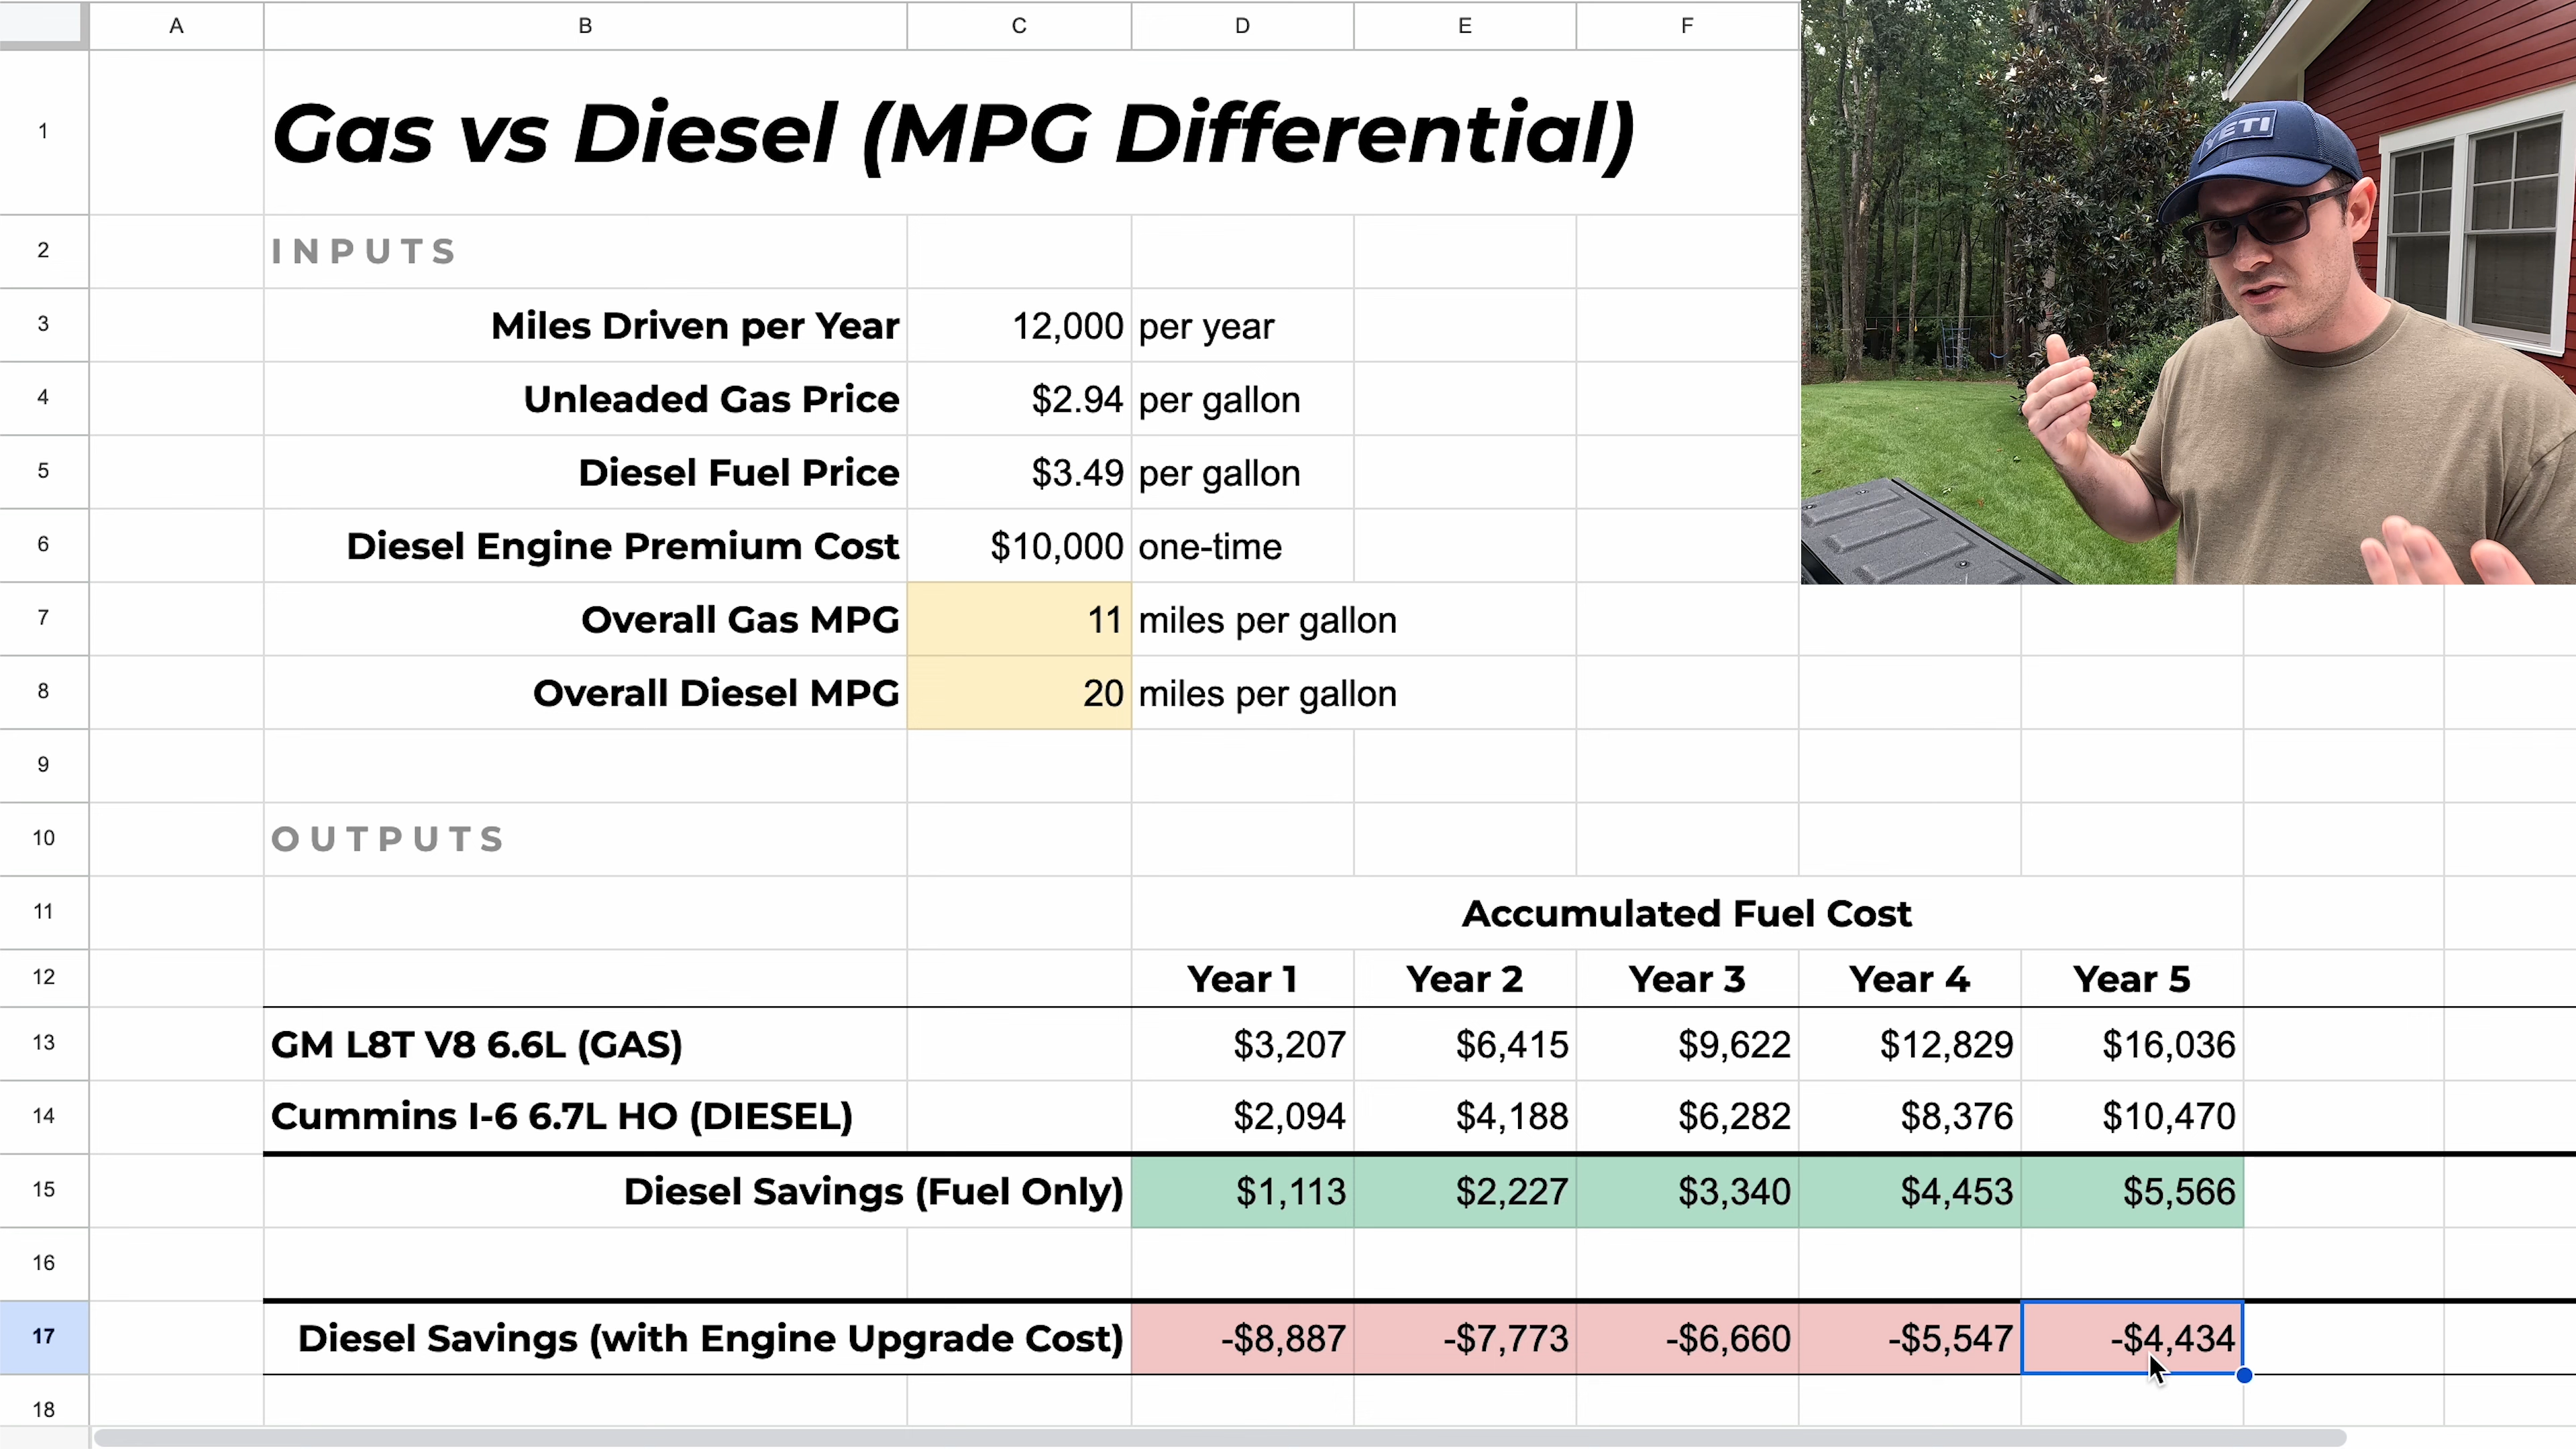 A B C D E F
1 Gas vs Diesel (MPG Differential)
2 INPUTS
3 Miles Driven per Year 12,000 per year
4 Unleaded Gas Price $2.94 per gallon
5 Diesel Fuel Price $3.49 per gallon
6 Diesel Engine Premium Cost $10,000 one-time
7 Overall Gas MPG 11 miles per gallon
8 Overall Diesel MPG 20 miles per gallon
9
10 OUTPUTS
11 Accumulated Fuel Cost
12 Year 1 Year 2 Year 3 Year 4 Year 5
13 GM L8T V8 6.6L (GAS) $3,207 $6,415 $9,622 $12,829 $16,036
14 Cummins I-6 6.7L HO (DIESEL) $2,094 $4,188 $6,282 $8,376 $10,470
15 Diesel Savings (Fuel Only) $1,113 $2,227 $3,340 $4,453 $5,566
16
17 Diesel Savings (with Engine Upgrade Cost) -$8,887 -$7,773 -$6,660 -$5,547 -$4,434
18
YETI